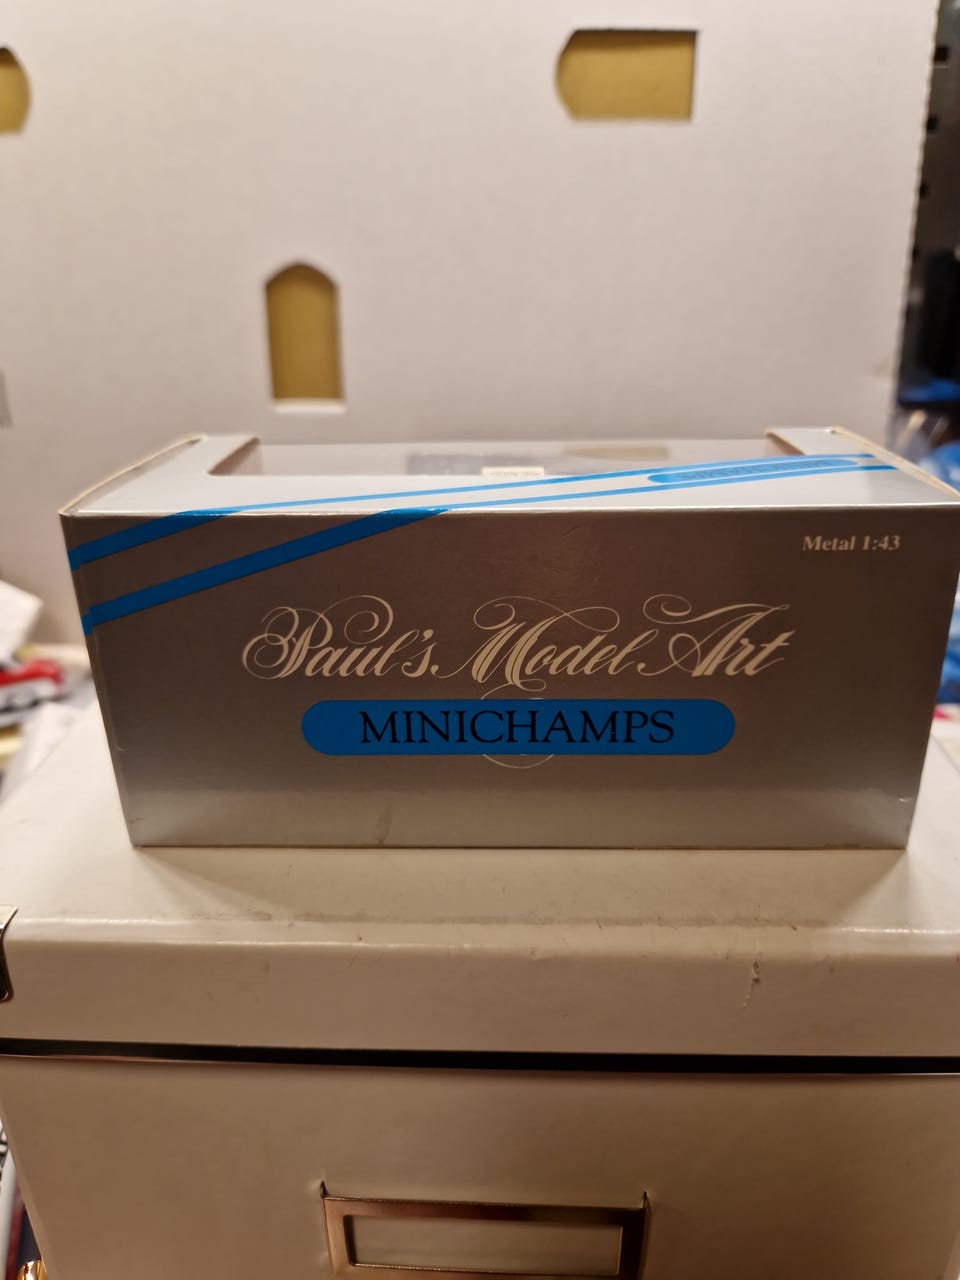 Metal 1:43
Paul's Model Art
MINICHAMPS